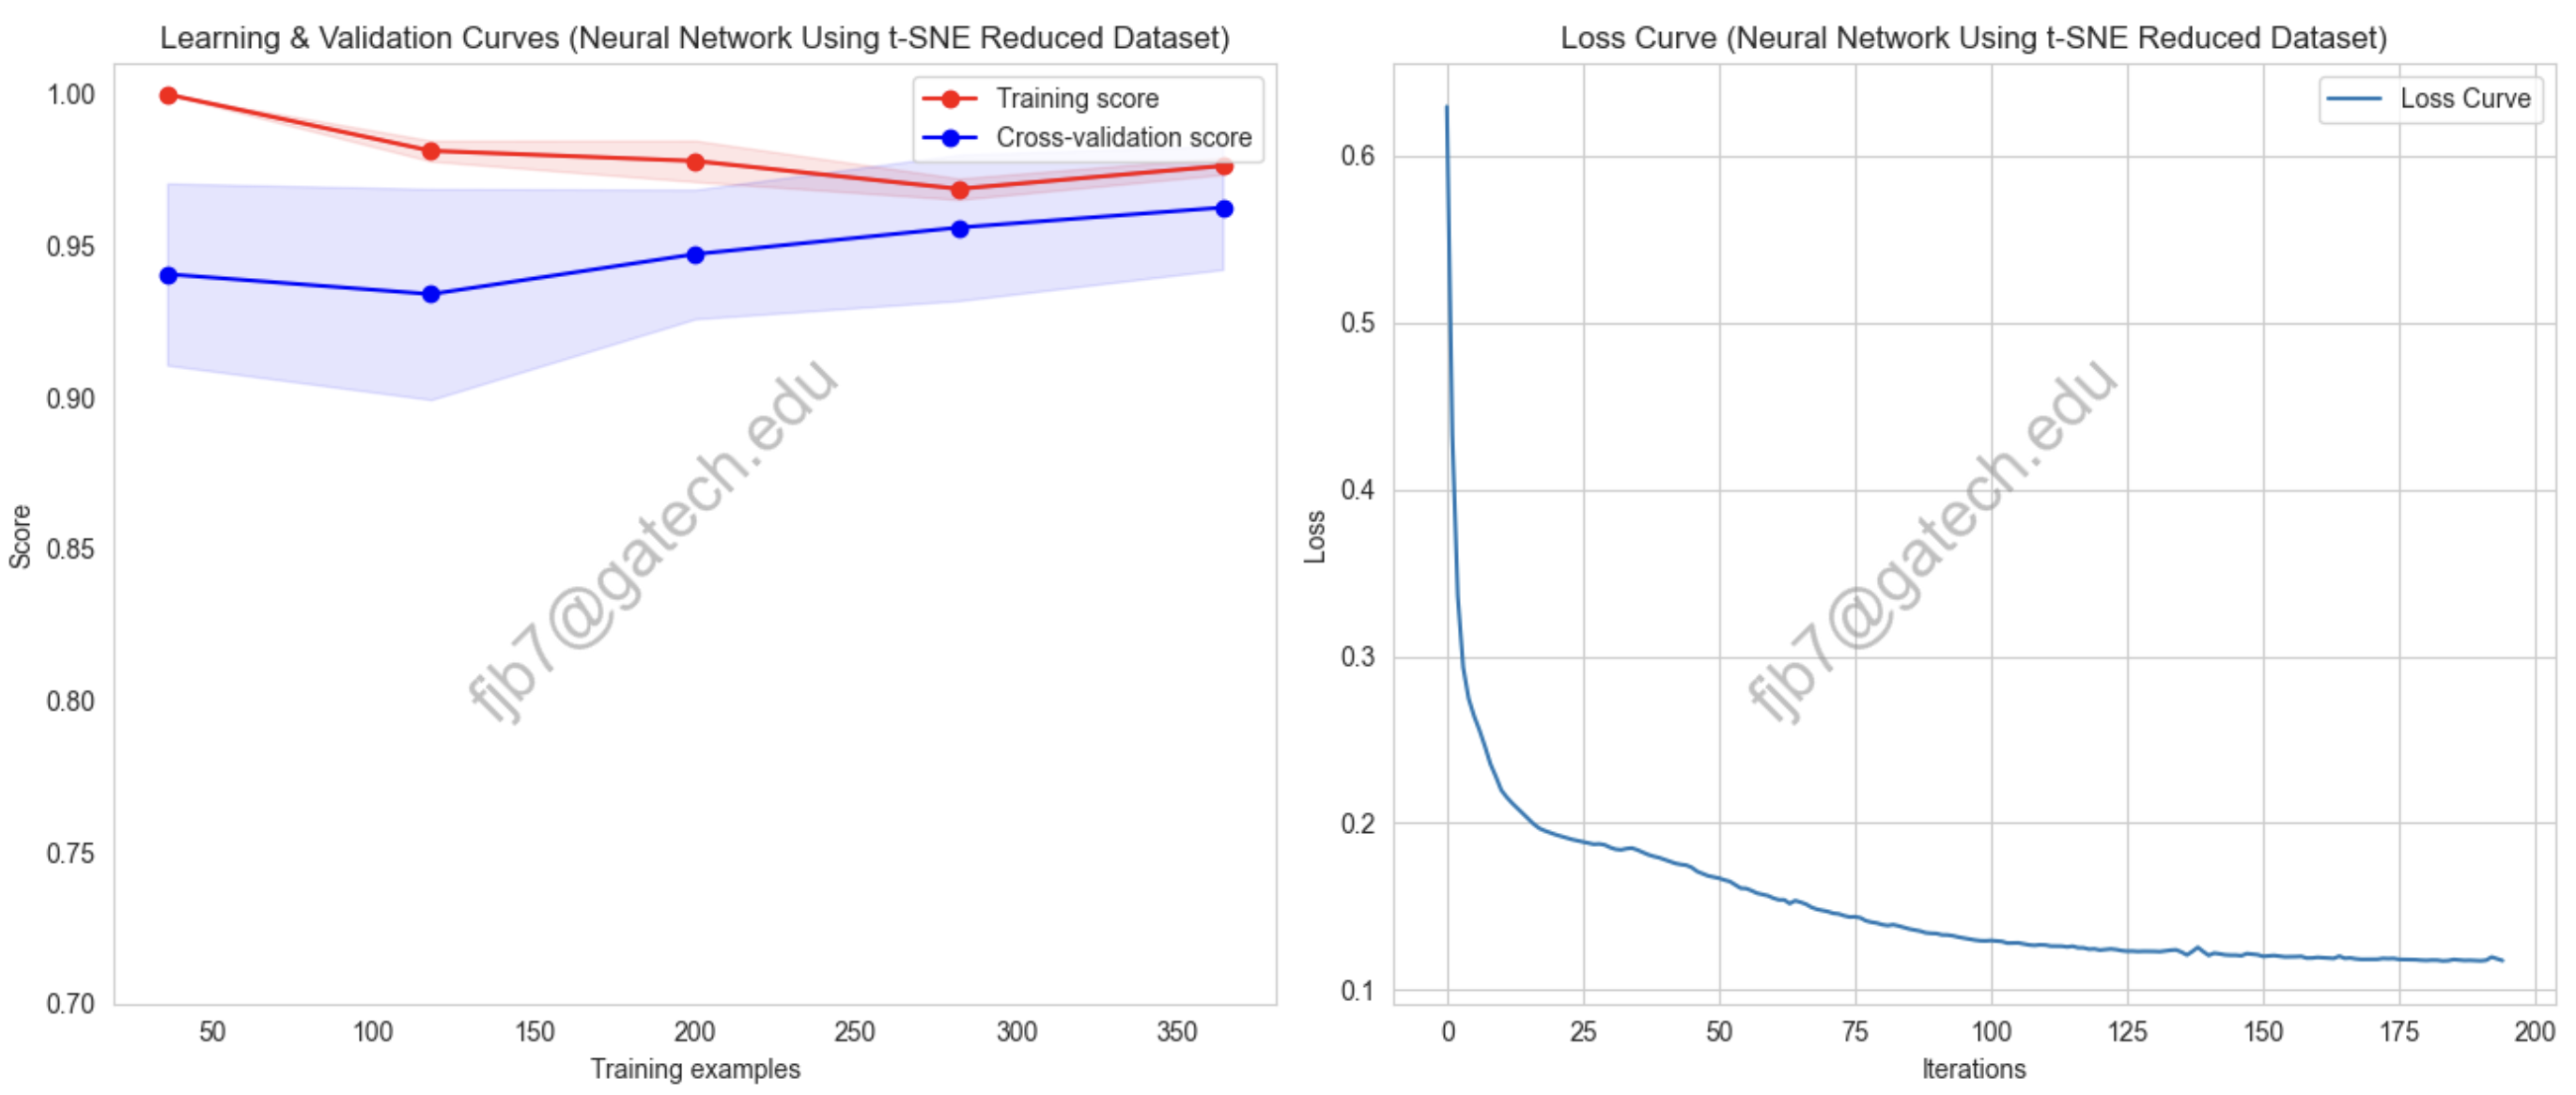 Learning & Validation Curves (Neural Network Using t-SNE Reduced Dataset)
1.00
0.95
0.90
0.85
0.80
0.75
0.70
Score
Training score
Cross-validation score
fjb7@gatech.edu
50 100 150 200 250 300 350
Training examples
Loss Curve (Neural Network Using t-SNE Reduced Dataset)
0.6
0.5
0.4
0.3
0.2
0.1
Loss
Loss Curve
fjb7@gatech.edu
0 25 50 75 100 125 150 175 200
Iterations